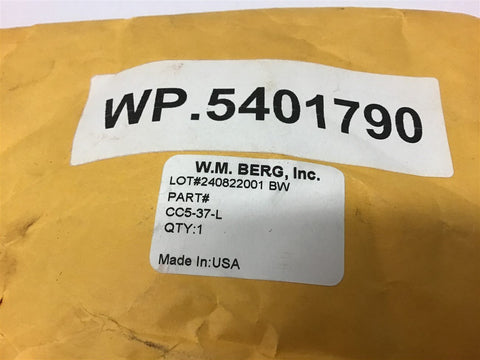 WP.5401790
W.M. BERG, Inc.
LOT#240822001 BW
PART#
CC5-37-L
QTY:1
Made In:USA